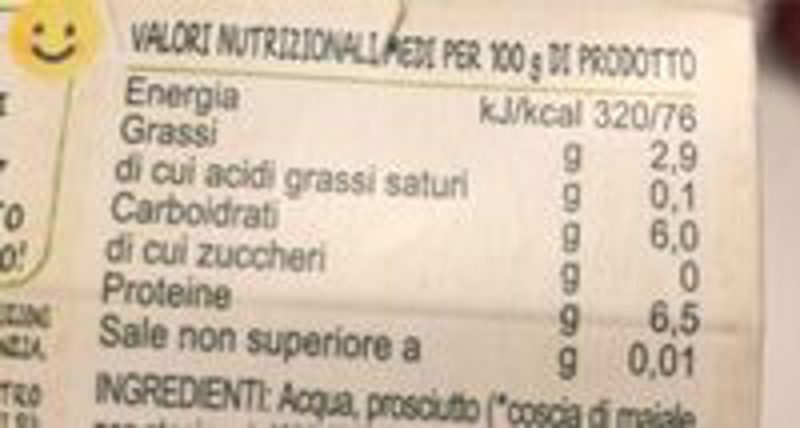 VALORI NUTRIZIONALI MEDI PER 100 g DI PRODOTTO
Energia kJ/kcal 320/76
Grassi g 2,9
di cui acidi grassi saturi g 0,1
Carboidrati g 6,0
di cui zuccheri g 0
Proteine g 6,5
Sale non superiore a g 0,01
INGREDIENTI: Acqua, prosciutto (*coscia di maiale